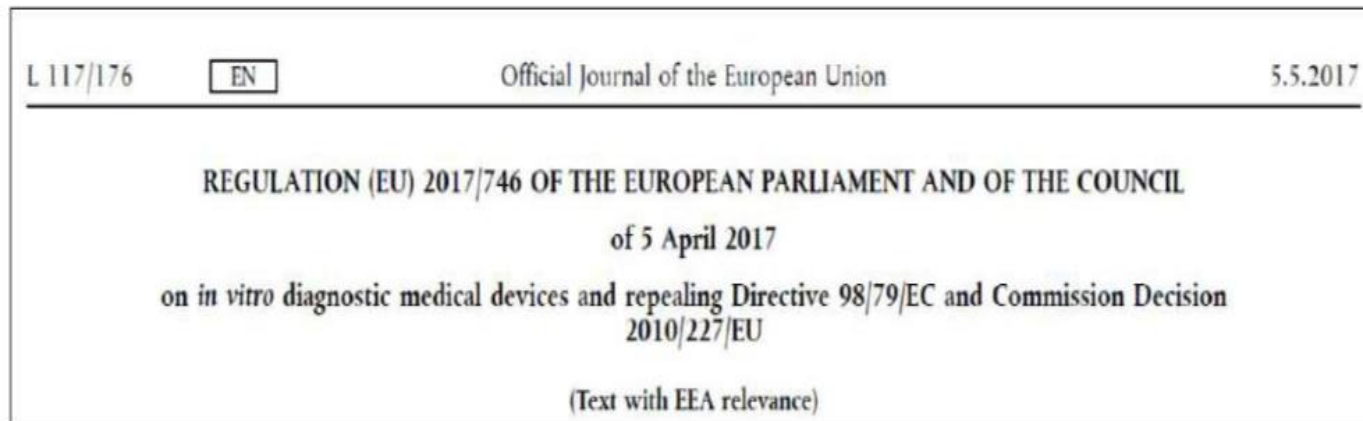 L 117/176 EN Official Journal of the European Union 5.5.2017
REGULATION (EU) 2017/746 OF THE EUROPEAN PARLIAMENT AND OF THE COUNCIL
of 5 April 2017
on in vitro diagnostic medical devices and repealing Directive 98/79/EC and Commission Decision
2010/227/EU
(Text with EEA relevance)